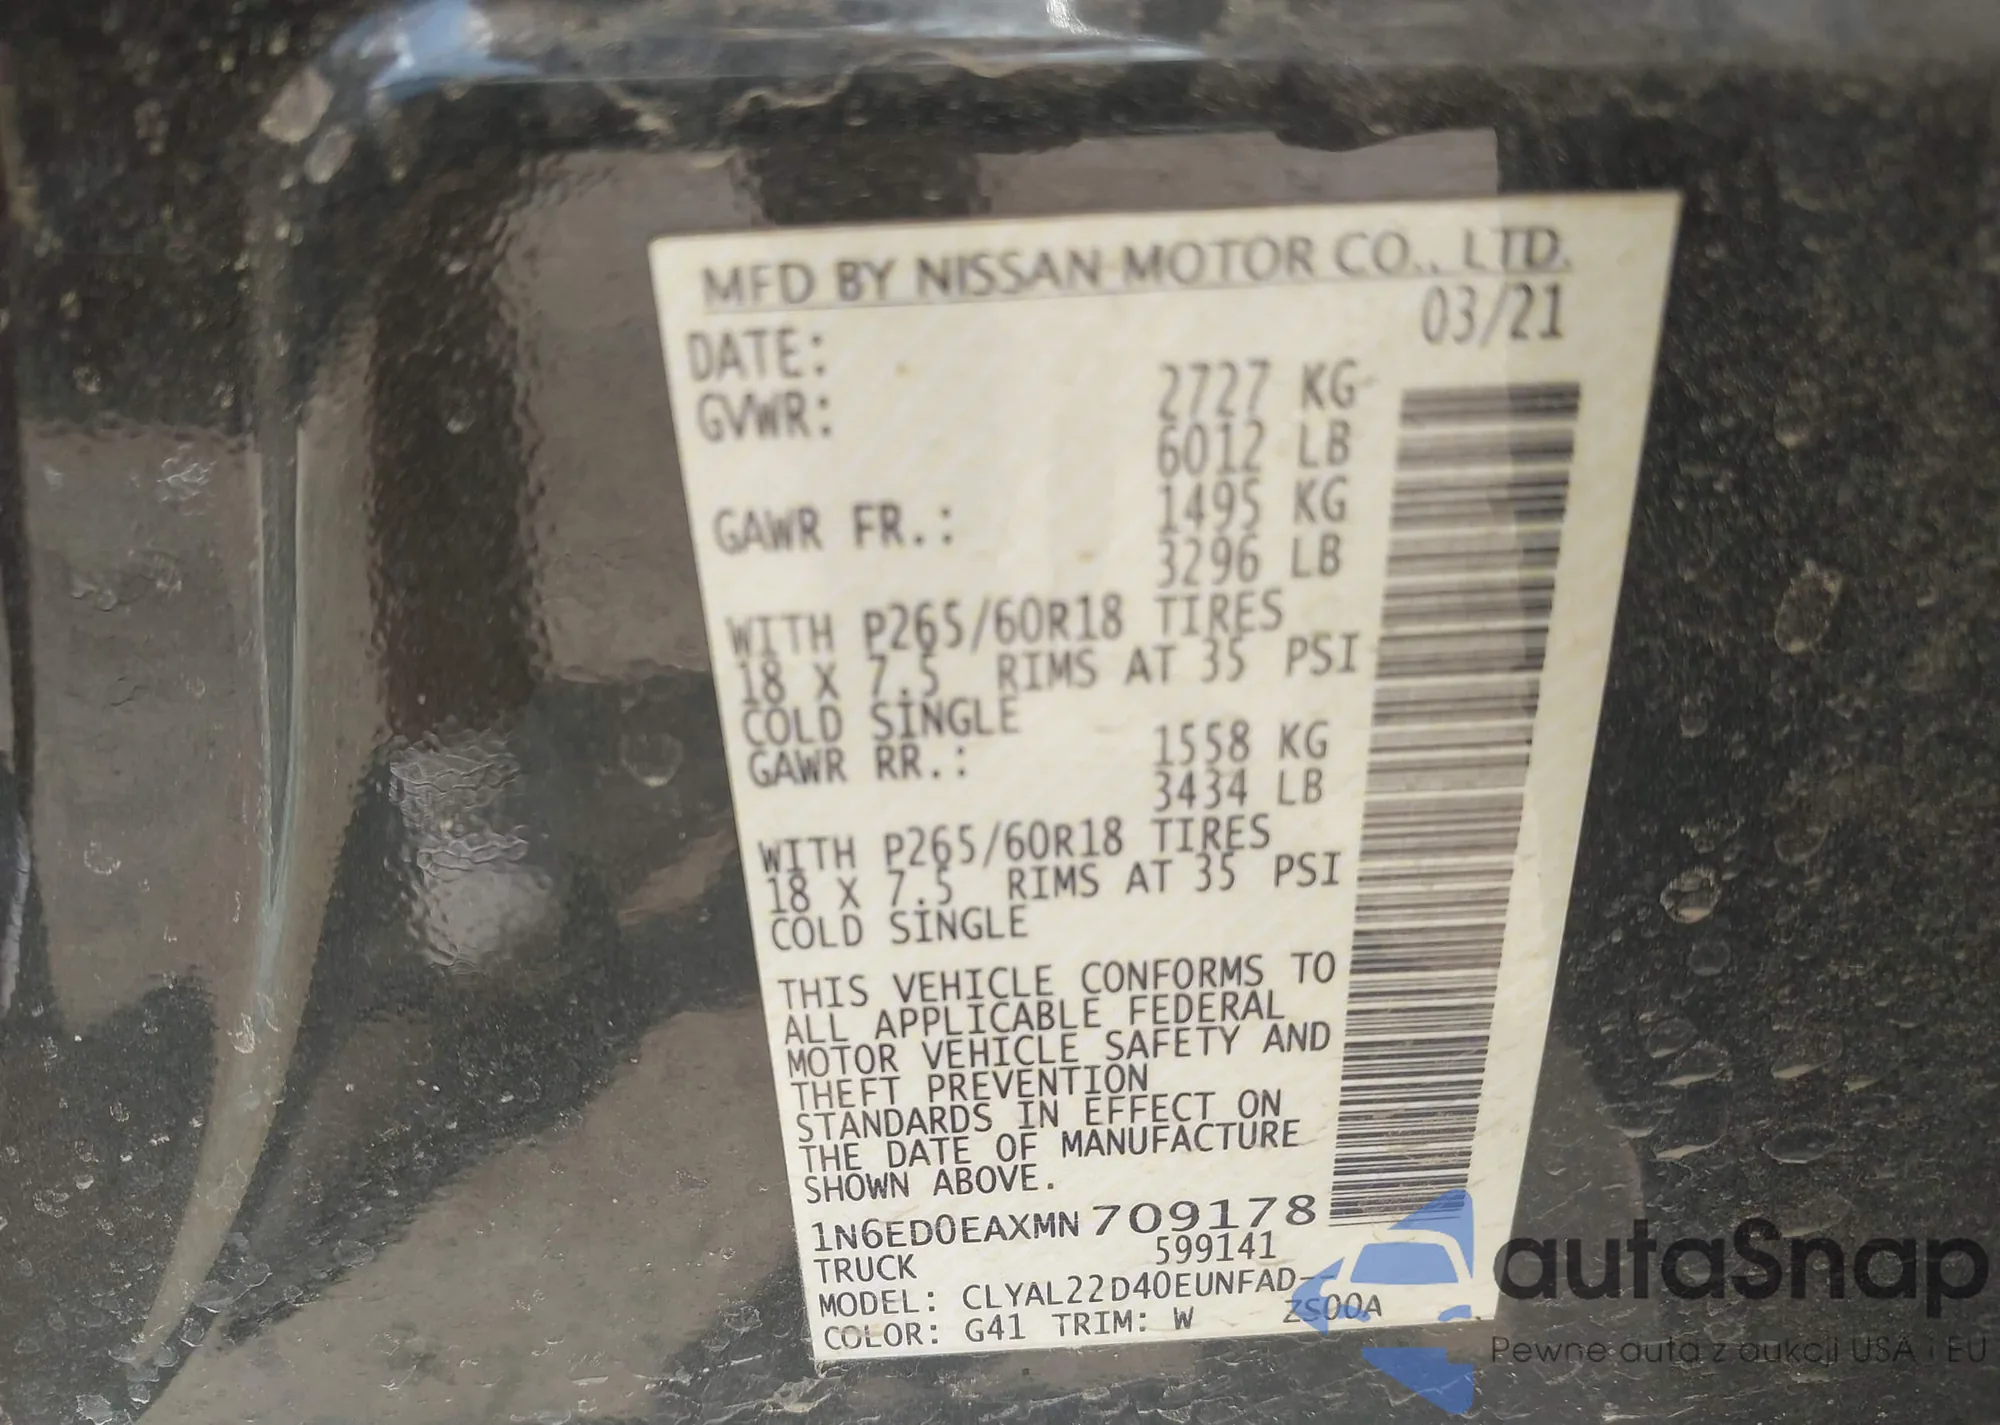 MFD BY NISSAN MOTOR CO., LTD.
DATE: 03/21
GVWR: 2727 KG
6012 LB
GAWR FR.: 1495 KG
3296 LB
WITH P265/60R18 TIRES
18 X 7.5 RIMS AT 35 PSI
COLD SINGLE
GAWR RR.: 1558 KG
3434 LB
WITH P265/60R18 TIRES
18 X 7.5 RIMS AT 35 PSI
COLD SINGLE
THIS VEHICLE CONFORMS TO
ALL APPLICABLE FEDERAL
MOTOR VEHICLE SAFETY AND
THEFT PREVENTION
STANDARDS IN EFFECT ON
THE DATE OF MANUFACTURE
SHOWN ABOVE.
1N6ED0EAXMN 709178
TRUCK 599141
MODEL: CLYAL22D40EUNFAD--
COLOR: G41 TRIM: W ZS00A
autaSnap
Pewne auta z aukcji USA i EU